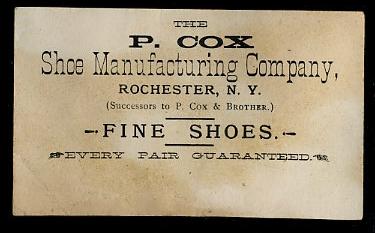 THE
P. COX
Shoe Manufacturing Company,
ROCHESTER, N. Y.
(Successors to P. Cox & Brother.)
-FINE SHOES.-
EVERY PAIR GUARANTEED.